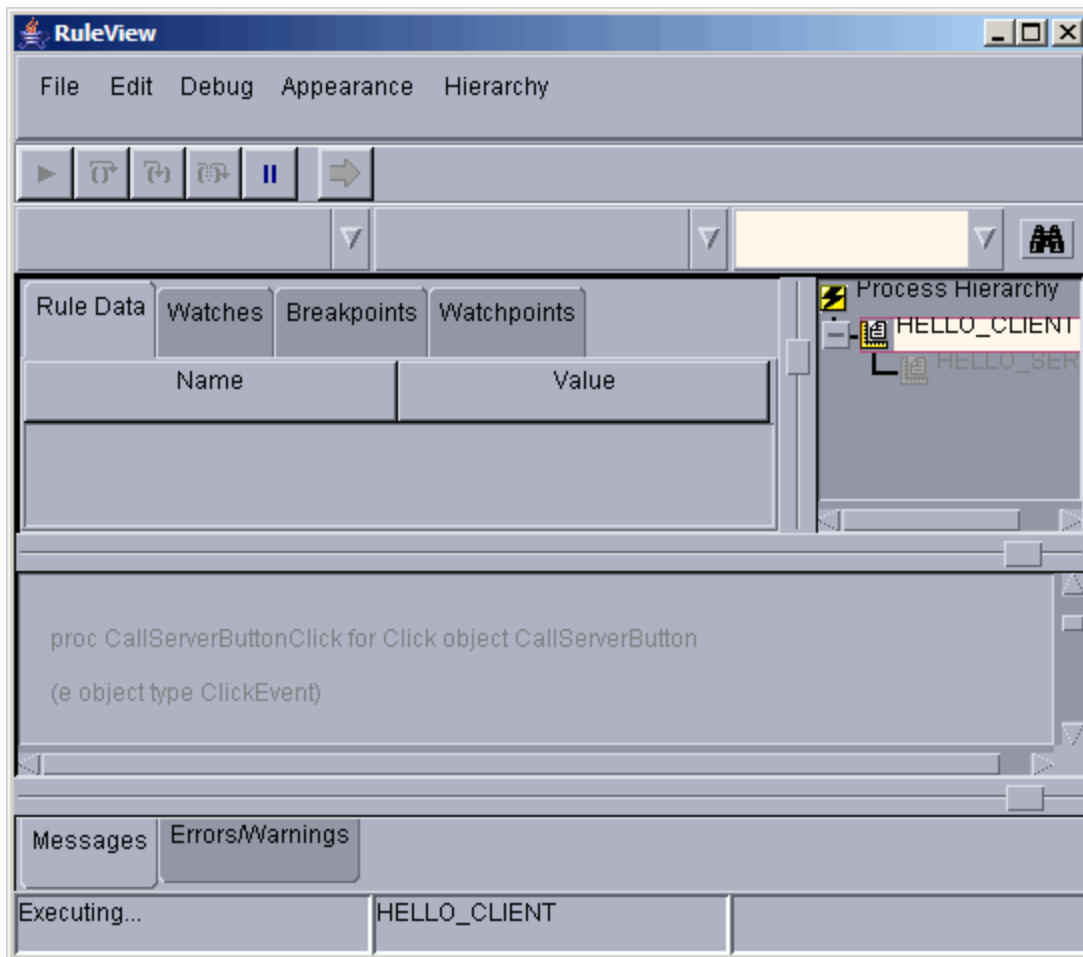 RuleView
File Edit Debug Appearance Hierarchy
Rule Data Watches Breakpoints Watchpoints
Process Hierarchy
HELLO_CLIENT
HELLO_SER
Name Value
proc CallServerButtonClick for Click object CallServerButton
(e object type ClickEvent)
Messages Errors/Warnings
Executing... HELLO_CLIENT